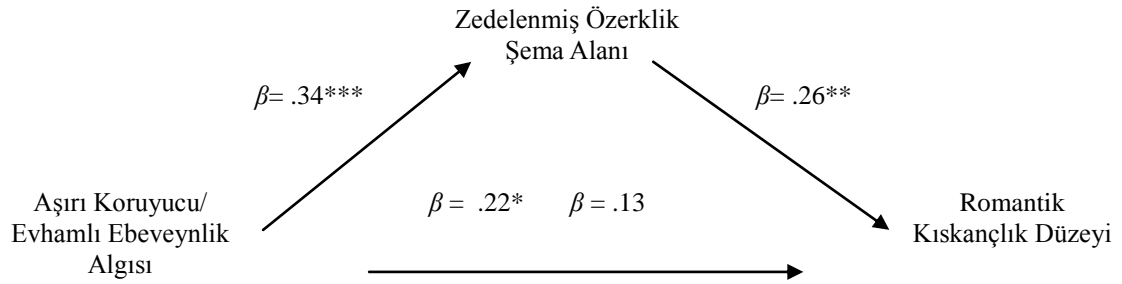 Zedelenmiş Özerklik
Şema Alanı
β= .34***
β= .26**
Aşırı Koruyucu/
Evhamlı Ebeveynlik
Algısı
β = .22* β = .13
Romantik
Kıskançlık Düzeyi